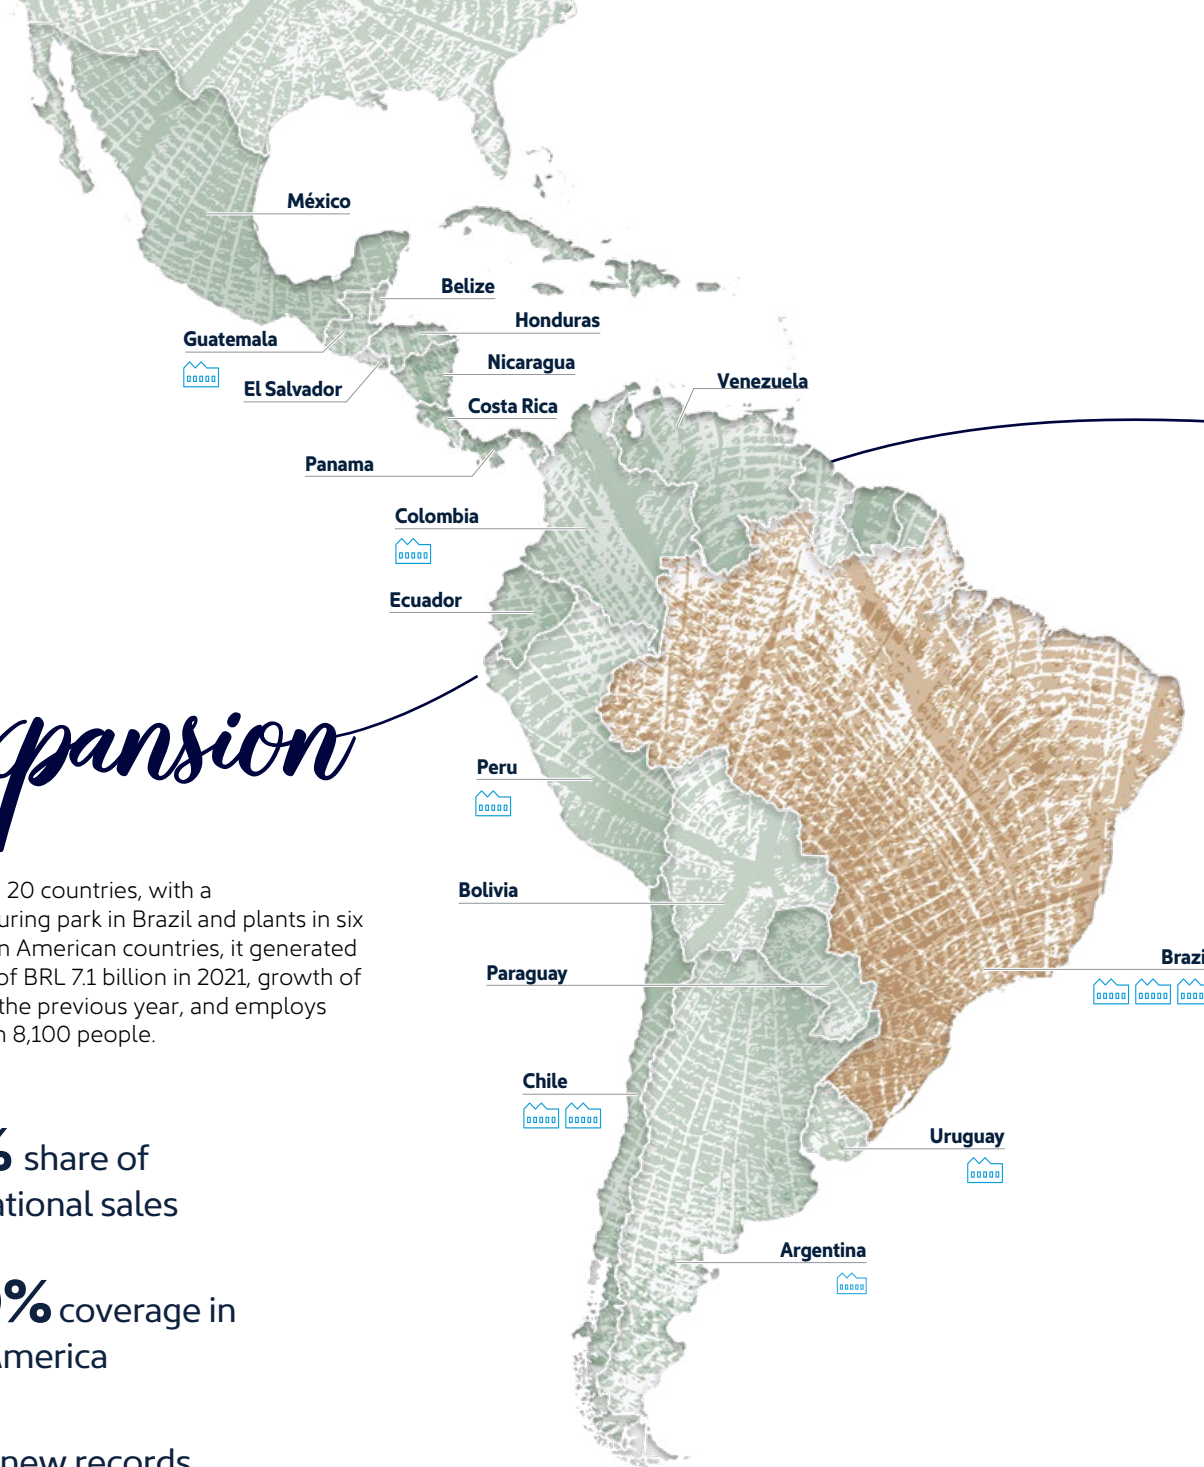 México
Belize
Honduras
Guatemala
Nicaragua
El Salvador
Venezuela
Costa Rica
Panama
Colombia
Ecuador
pansion
Peru
20 countries, with a
uring park in Brazil and plants in six
n American countries, it generated
of BRL 7.1 billion in 2021, growth of
the previous year, and employs
8,100 people.
Bolivia
Brazi
Paraguay
Chile
Uruguay
% share of
ational sales
Argentina
% coverage in
merica
new records